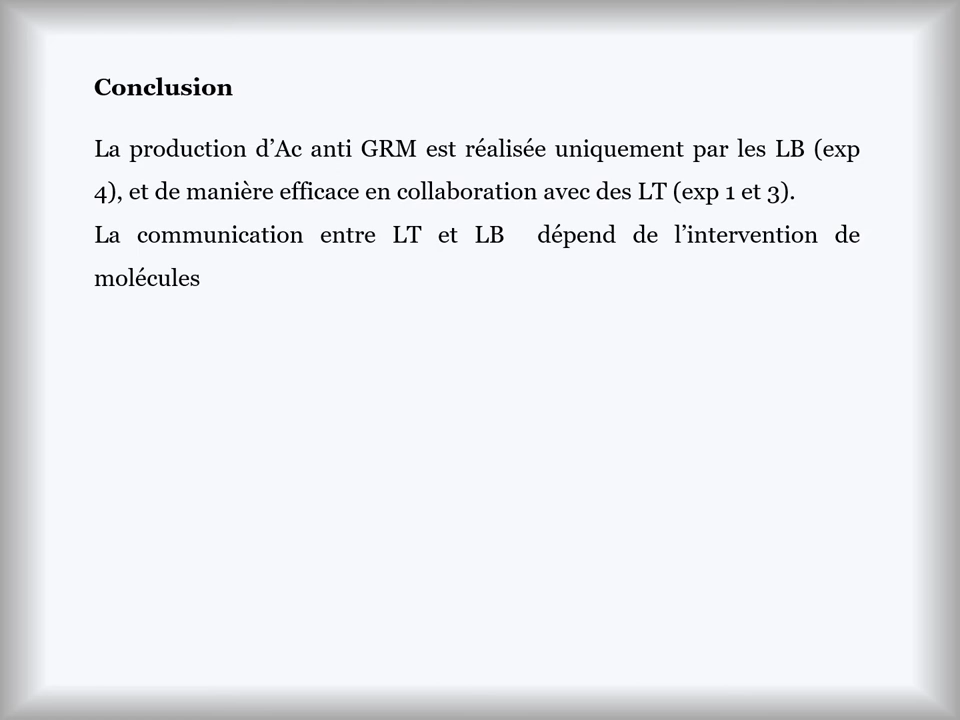 Conclusion
La production d’Ac anti GRM est réalisée uniquement par les LB (exp
4), et de manière efficace en collaboration avec des LT (exp 1 et 3).
La communication entre LT et LB dépend de l’intervention de
molécules